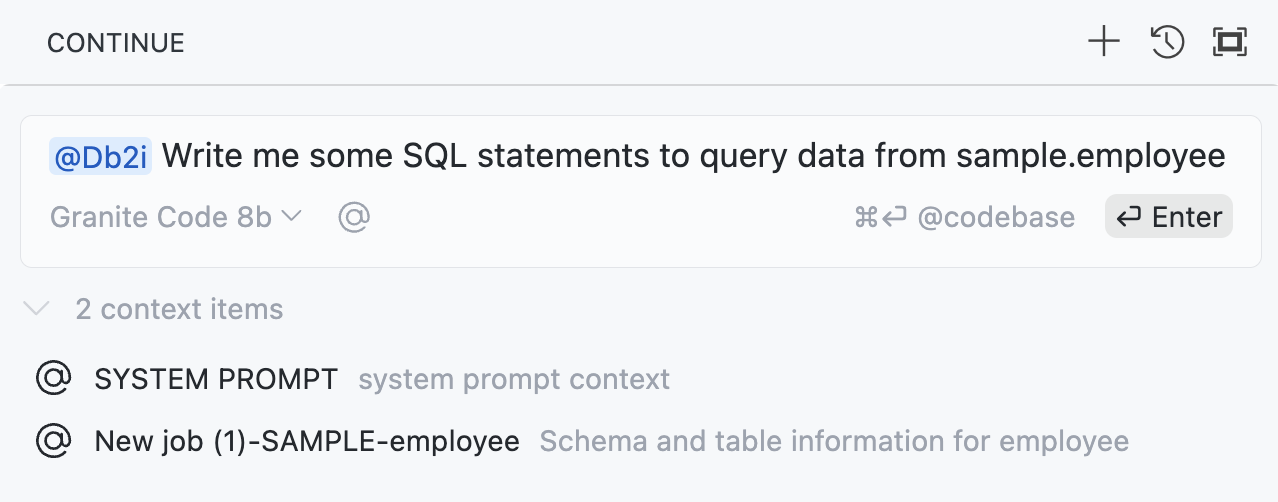 CONTINUE
@Db2i Write me some SQL statements to query data from sample.employee
Granite Code 8b @ ⌘⏎ @codebase ⏎ Enter
2 context items
@ SYSTEM PROMPT system prompt context
@ New job (1)-SAMPLE-employee Schema and table information for employee